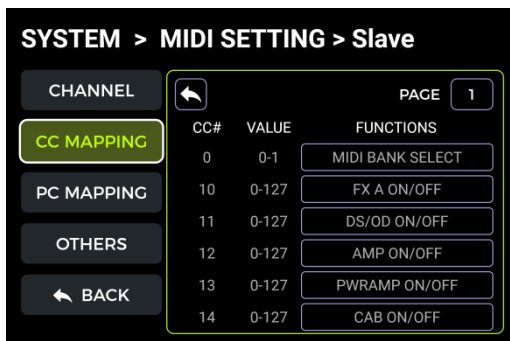 SYSTEM > MIDI SETTING > Slave
CHANNEL
CC MAPPING
PC MAPPING
OTHERS
BACK
PAGE 1
CC# VALUE FUNCTIONS
0 0-1 MIDI BANK SELECT
10 0-127 FX A ON/OFF
11 0-127 DS/OD ON/OFF
12 0-127 AMP ON/OFF
13 0-127 PWRAMP ON/OFF
14 0-127 CAB ON/OFF